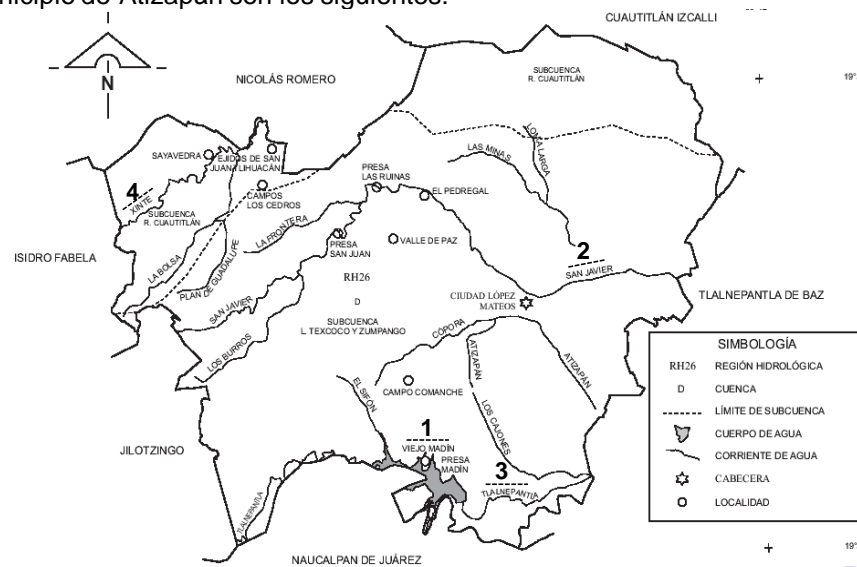 nicipio de Atizapán son los siguientes:
CUAUTITLÁN IZCALLI
N
NICOLÁS ROMERO
SUBCUENCA
R. CUAUTITLÁN
19°
SAYAVEDRA
EJIDOS DE SAN
JUAN TLIHUACÁN
LAS MINAS
LOMA LARGA
PRESA
LAS RUINAS
EL PEDREGAL
4
XINTE
CAMPOS
LOS CEDROS
SUBCUENCA
R. CUAUTITLÁN
LA FRONTERA
VALLE DE PAZ
ISIDRO FABELA
LA BOLSA
PLAN DE GUADALUPE
PRESA
SAN JUAN
2
SAN JAVIER
RH26
D
SAN JAVIER
CIUDAD LÓPEZ
MATEOS
TLALNEPANTLA DE BAZ
SUBCUENCA
L. TEXCOCO Y ZUMPANGO
LOS BURROS
CÓPORA
ATIZAPÁN
ATIZAPÁN
EL SIFÓN
CAMPO COMANCHE
LOS CAJONES
JILOTZINGO
1
VIEJO MADÍN
PRESA
MADÍN
3
TLALNEPANTLA
TLALNEPANTLA
NAUCALPAN DE JUÁREZ
19°
SIMBOLOGÍA
RH26 REGIÓN HIDROLÓGICA
D CUENCA
LÍMITE DE SUBCUENCA
CUERPO DE AGUA
CORRIENTE DE AGUA
CABECERA
LOCALIDAD